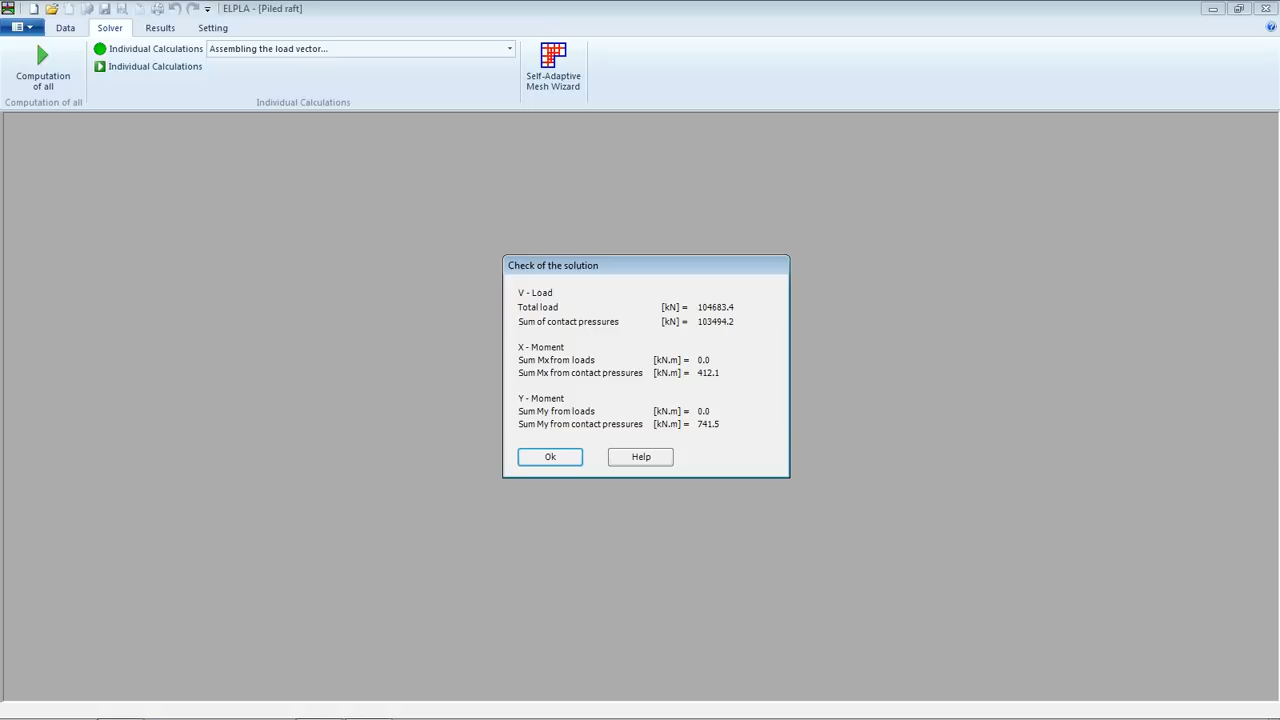 ELPLA - [Piled raft]
Data
Solver
Results
Setting
Computation of all
Individual Calculations
Assembling the load vector...
Individual Calculations
Self-Adaptive Mesh Wizard
Computation of all
Individual Calculations
Check of the solution
V - Load
Total load [kN] = 104683.4
Sum of contact pressures [kN] = 103494.2
X - Moment
Sum Mx from loads [kN.m] = 0.0
Sum Mx from contact pressures [kN.m] = 412.1
Y - Moment
Sum My from loads [kN.m] = 0.0
Sum My from contact pressures [kN.m] = 741.5
Ok
Help